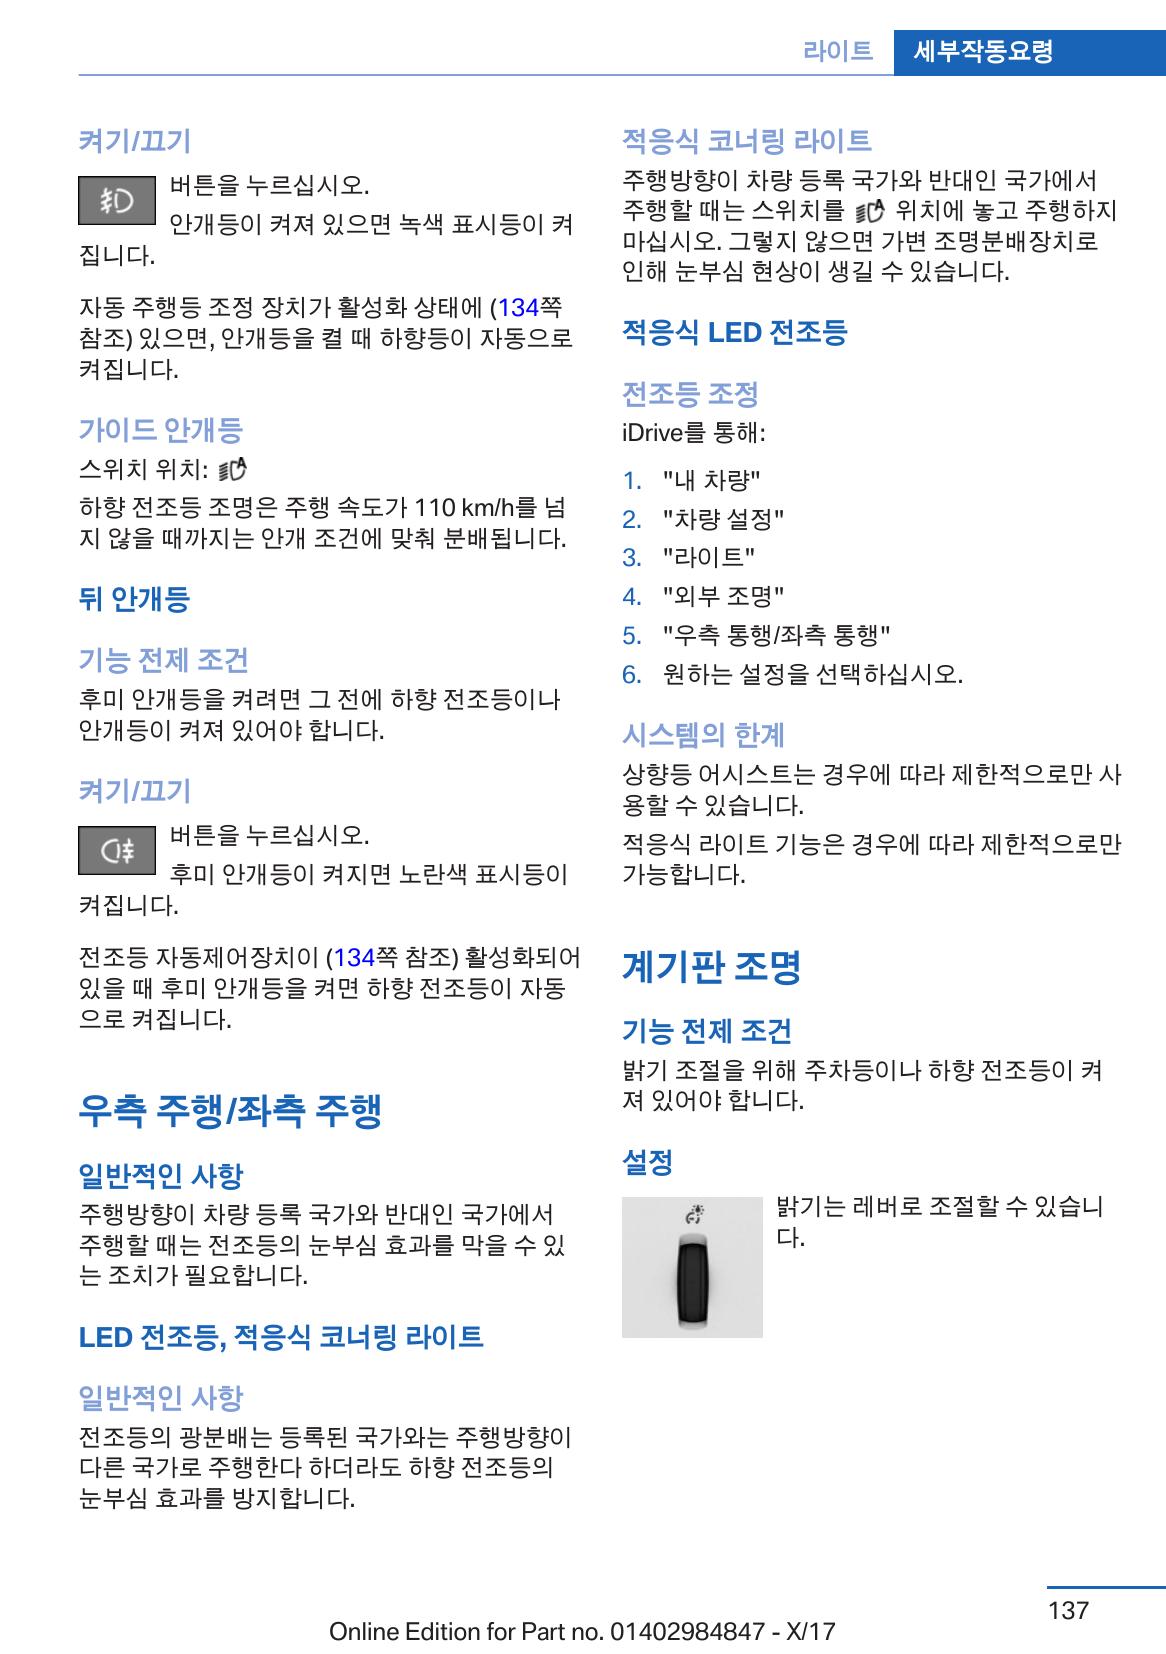 라이트 세부작동요령
켜기/끄기
버튼을 누르십시오.
안개등이 켜져 있으면 녹색 표시등이 켜
집니다.
자동 주행등 조정 장치가 활성화 상태에 (134쪽
참조) 있으면, 안개등을 켤 때 하향등이 자동으로
켜집니다.
가이드 안개등
스위치 위치:
하향 전조등 조명은 주행 속도가 110 km/h를 넘
지 않을 때까지는 안개 조건에 맞춰 분배됩니다.
뒤 안개등
기능 전제 조건
후미 안개등을 켜려면 그 전에 하향 전조등이나
안개등이 켜져 있어야 합니다.
켜기/끄기
버튼을 누르십시오.
후미 안개등이 켜지면 노란색 표시등이
켜집니다.
전조등 자동제어장치이 (134쪽 참조) 활성화되어
있을 때 후미 안개등을 켜면 하향 전조등이 자동
으로 켜집니다.
우측 주행/좌측 주행
일반적인 사항
주행방향이 차량 등록 국가와 반대인 국가에서
주행할 때는 전조등의 눈부심 효과를 막을 수 있
는 조치가 필요합니다.
LED 전조등, 적응식 코너링 라이트
일반적인 사항
전조등의 광분배는 등록된 국가와는 주행방향이
다른 국가로 주행한다 하더라도 하향 전조등의
눈부심 효과를 방지합니다.
적응식 코너링 라이트
주행방향이 차량 등록 국가와 반대인 국가에서
주행할 때는 스위치를 위치에 놓고 주행하지
마십시오. 그렇지 않으면 가변 조명분배장치로
인해 눈부심 현상이 생길 수 있습니다.
적응식 LED 전조등
전조등 조정
iDrive를 통해:
1. "내 차량"
2. "차량 설정"
3. "라이트"
4. "외부 조명"
5. "우측 통행/좌측 통행"
6. 원하는 설정을 선택하십시오.
시스템의 한계
상향등 어시스트는 경우에 따라 제한적으로만 사
용할 수 있습니다.
적응식 라이트 기능은 경우에 따라 제한적으로만
가능합니다.
계기판 조명
기능 전제 조건
밝기 조절을 위해 주차등이나 하향 전조등이 켜
져 있어야 합니다.
설정
밝기는 레버로 조절할 수 있습니
다.
137
Online Edition for Part no. 01402984847 - X/17